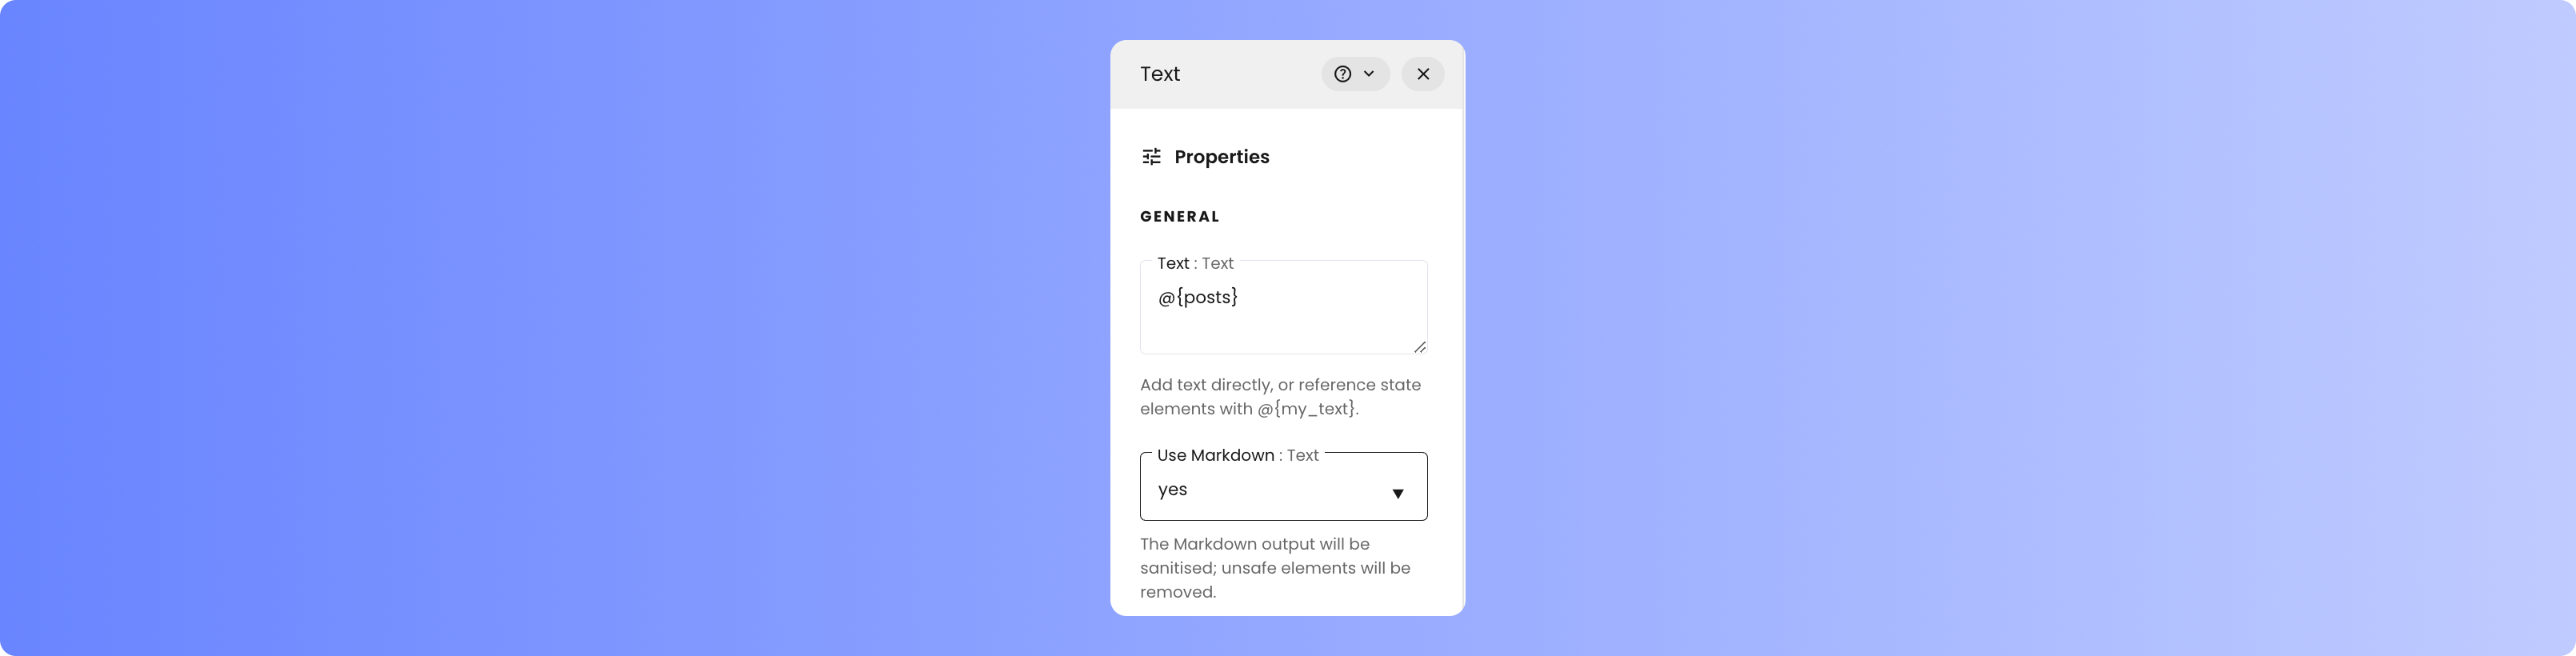 Text
Properties
GENERAL
Text : Text
@{posts}
Add text directly, or reference state
elements with @{my_text}.
Use Markdown : Text
yes
The Markdown output will be
sanitised; unsafe elements will be
removed.